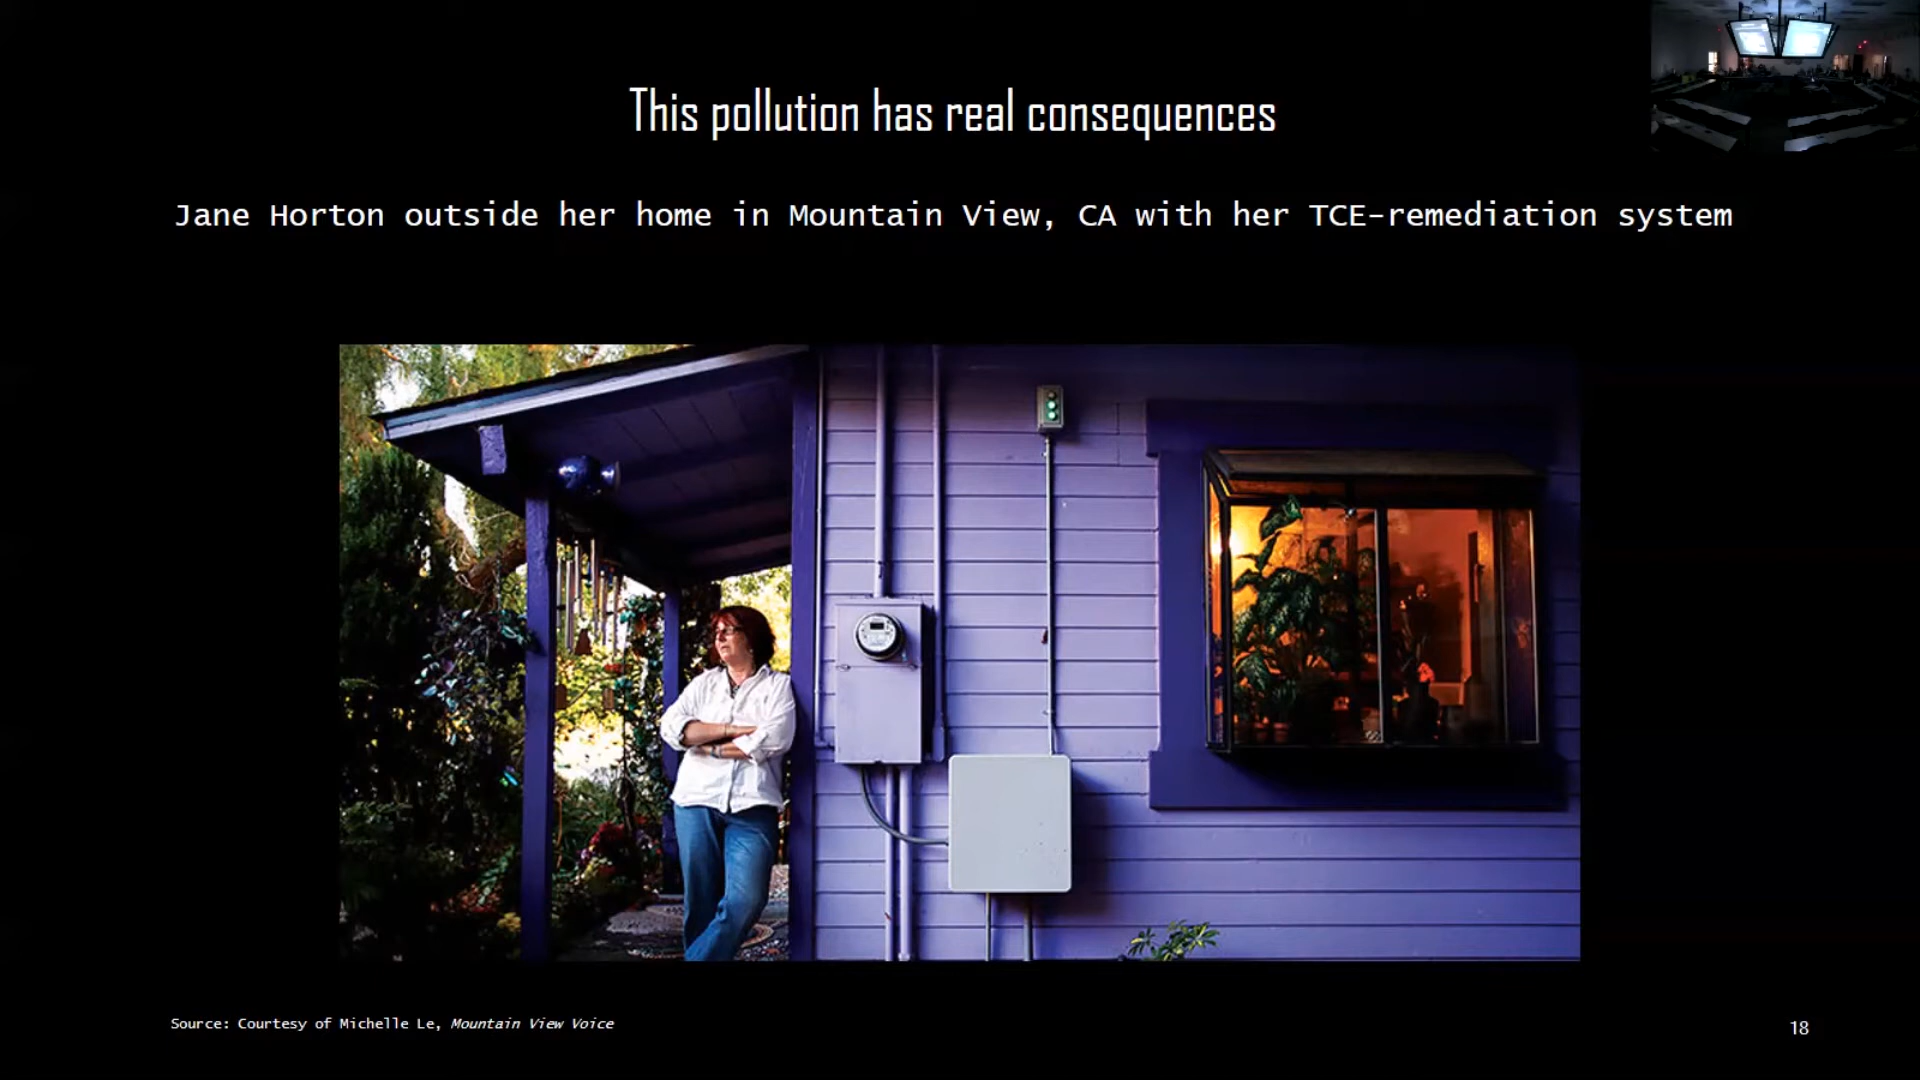 This pollution has real consequences
Jane Horton outside her home in Mountain View, CA with her TCE-remediation system
Source: Courtesy of Michelle Le, Mountain View Voice
18